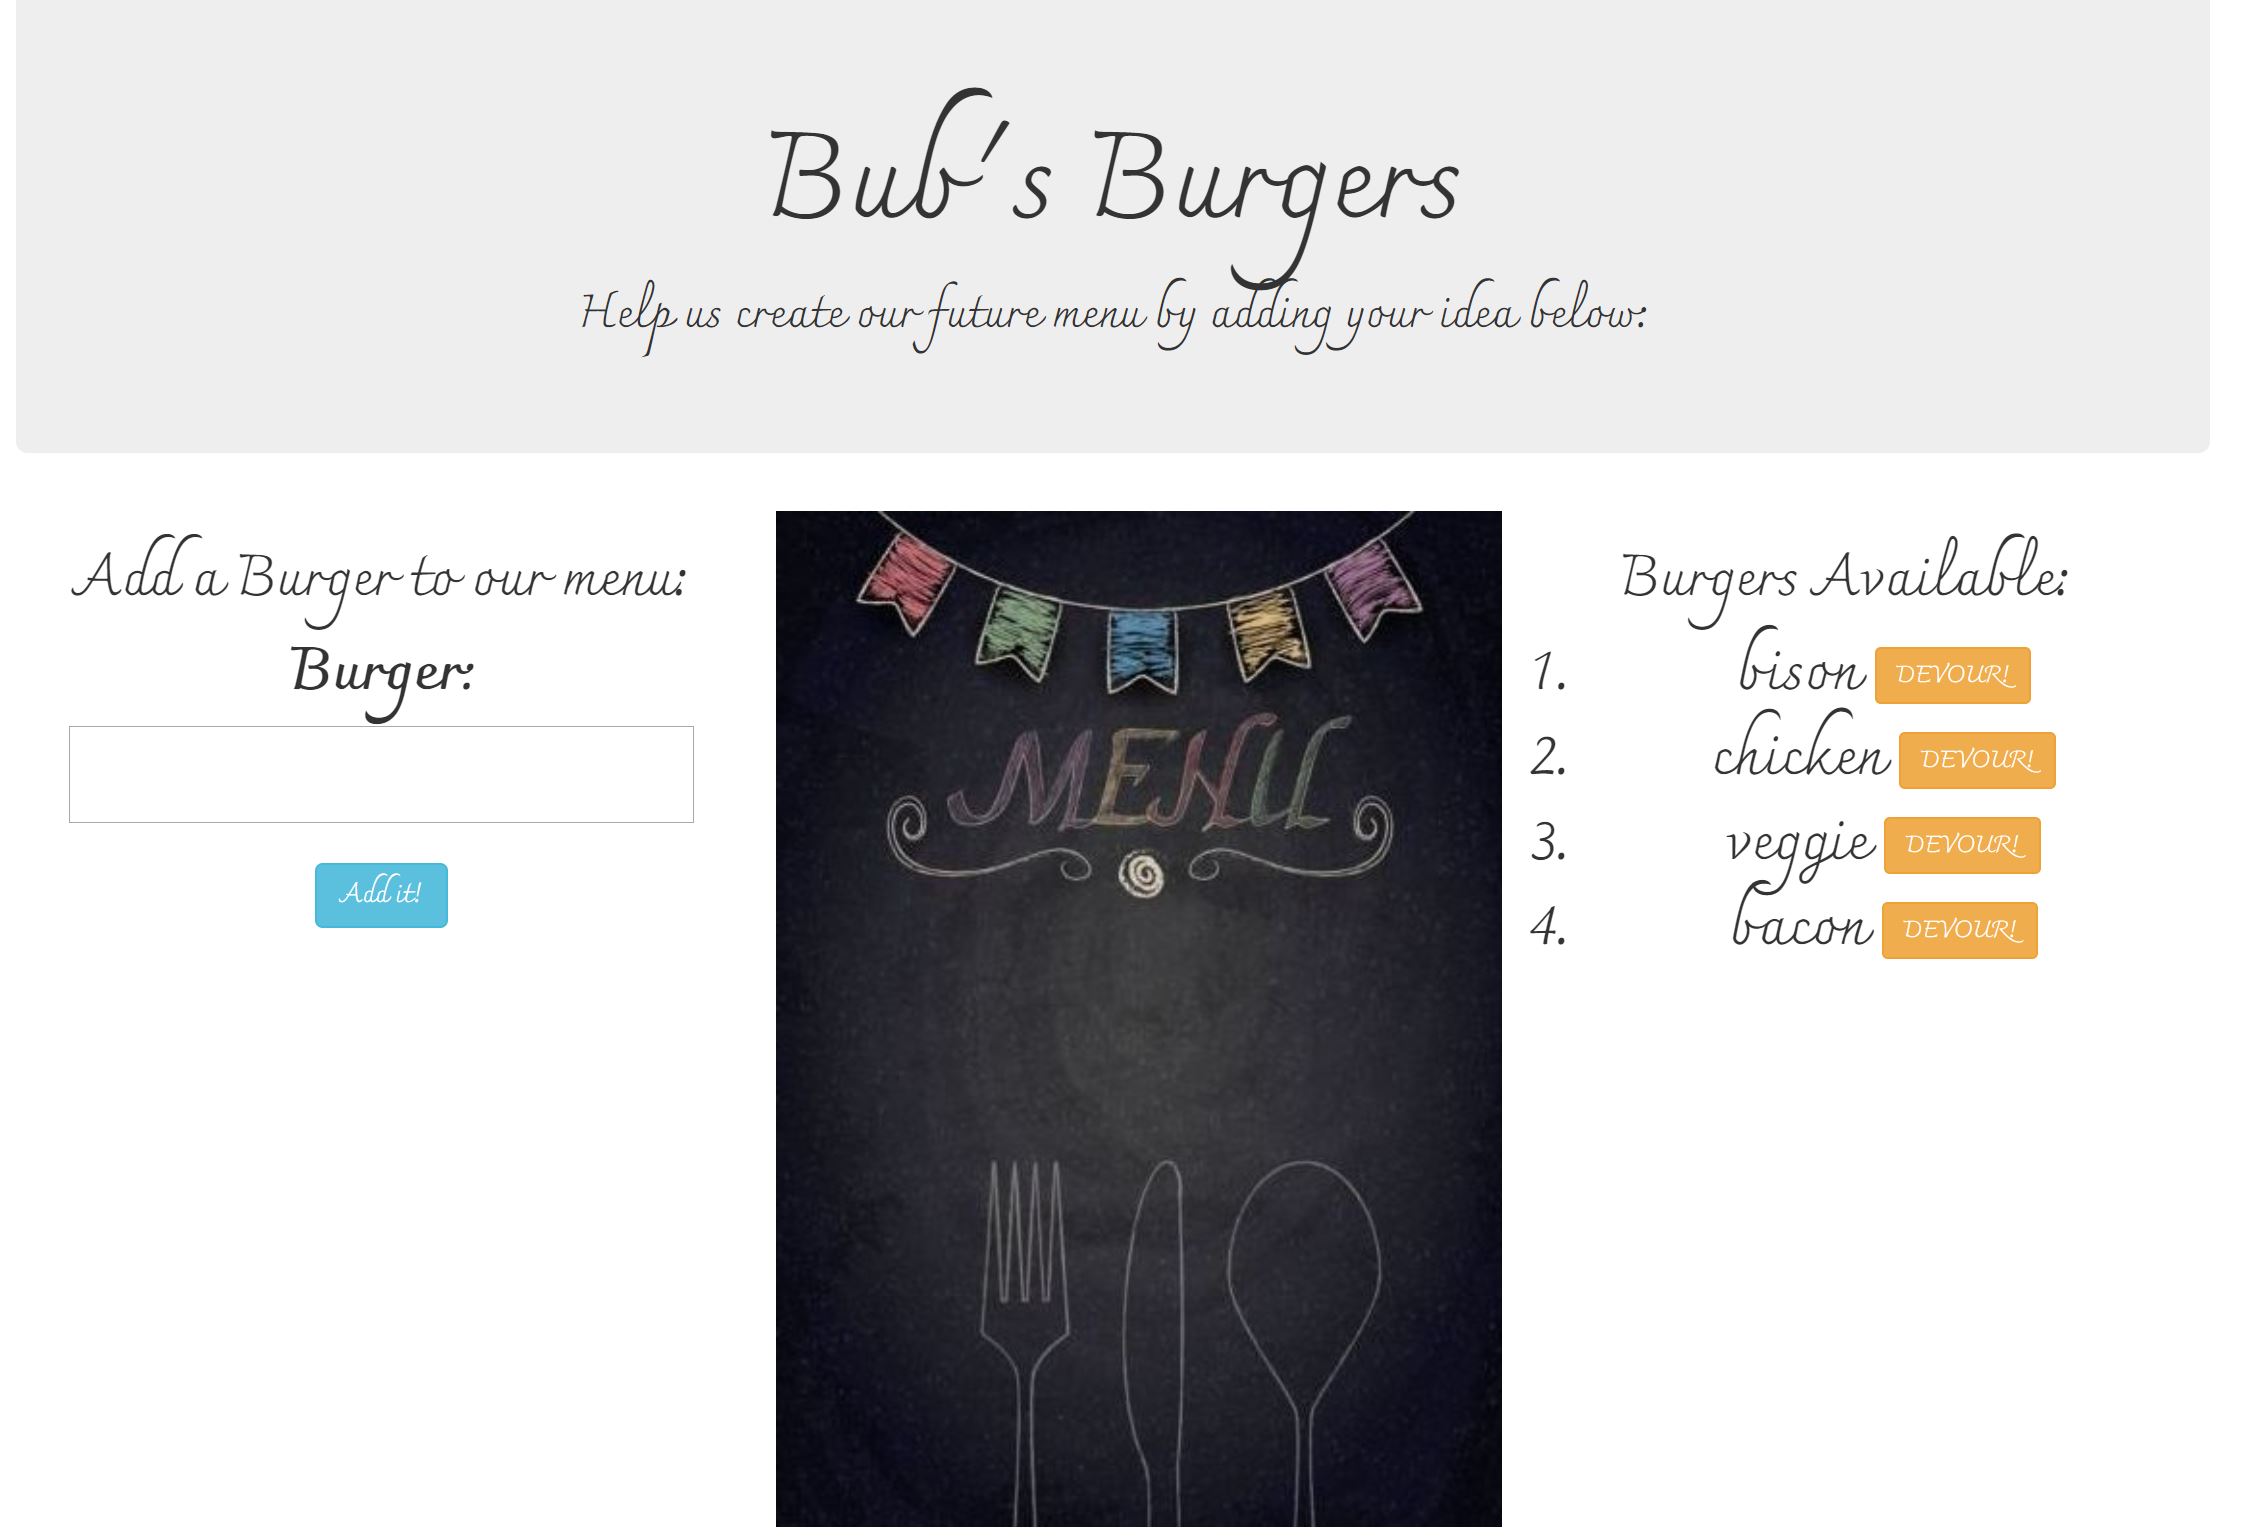 Bub's Burgers
Help us create our future menu by adding your idea below:
Add a Burger to our menu:
Burger:
Add it!
MENU
Burgers Available:
1. bison DEVOUR!
2. chicken DEVOUR!
3. veggie DEVOUR!
4. bacon DEVOUR!